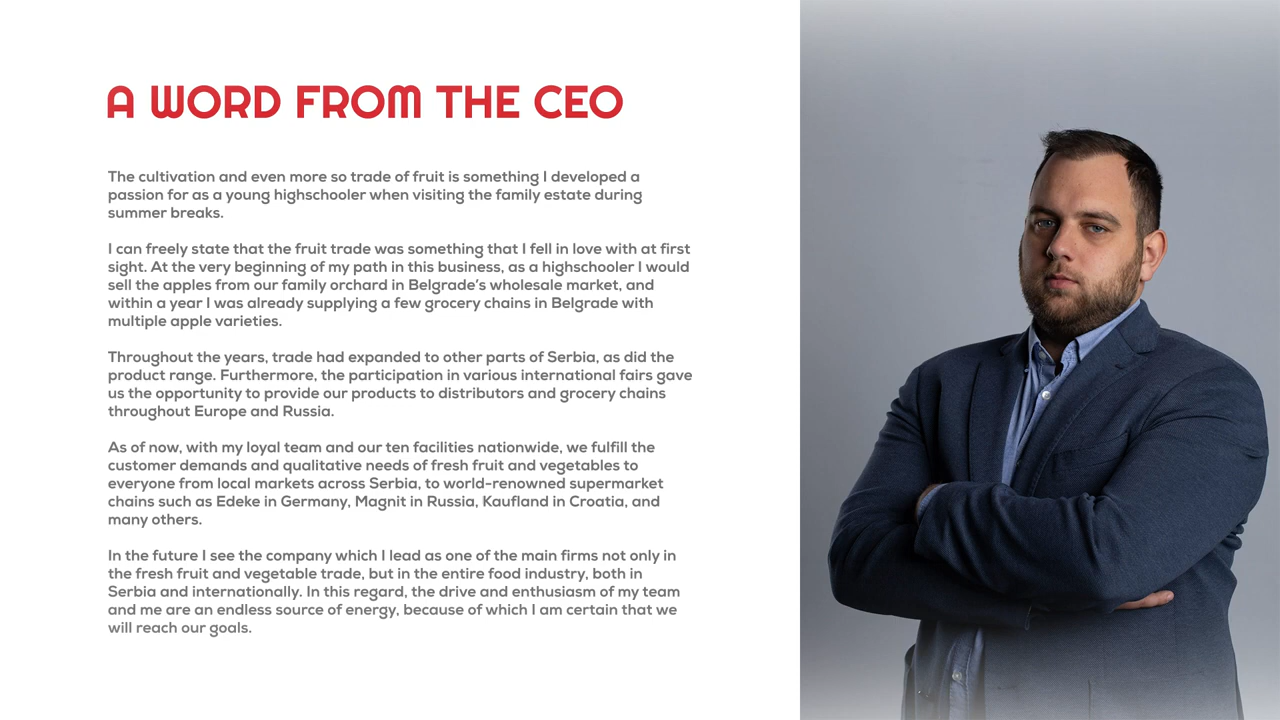 A WORD FROM THE CEO
The cultivation and even more so trade of fruit is something I developed a
passion for as a young highschooler when visiting the family estate during
summer breaks.
I can freely state that the fruit trade was something that I fell in love with at first
sight. At the very beginning of my path in this business, as a highschooler I would
sell the apples from our family orchard in Belgrade's wholesale market, and
within a year I was already supplying a few grocery chains in Belgrade with
multiple apple varieties.
Throughout the years, trade had expanded to other parts of Serbia, as did the
product range. Furthermore, the participation in various international fairs gave
us the opportunity to provide our products to distributors and grocery chains
throughout Europe and Russia.
As of now, with my loyal team and our ten facilities nationwide, we fulfill the
customer demands and qualitative needs of fresh fruit and vegetables to
everyone from local markets across Serbia, to world-renowned supermarket
chains such as Edeke in Germany, Magnit in Russia, Kaufland in Croatia, and
many others.
In the future I see the company which I lead as one of the main firms not only in
the fresh fruit and vegetable trade, but in the entire food industry, both in
Serbia and internationally. In this regard, the drive and enthusiasm of my team
and me are an endless source of energy, because of which I am certain that we
will reach our goals.